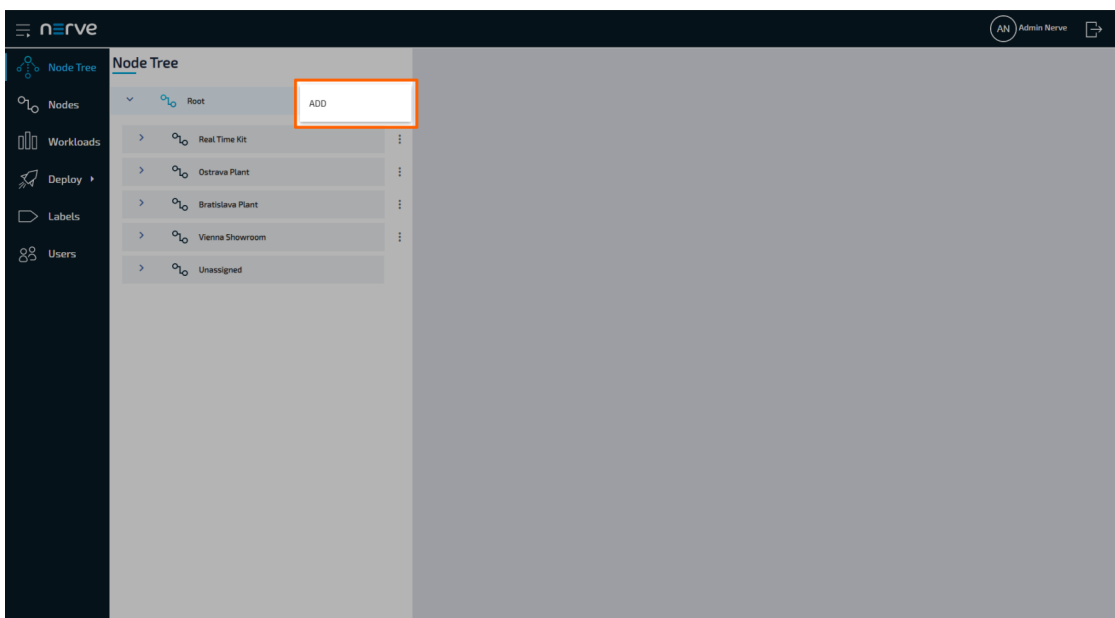 nerve
AN Admin Nerve
Node Tree
Nodes
Workloads
Deploy
Labels
Users
Node Tree
Root
ADD
Real Time Kit
Ostrava Plant
Bratislava Plant
Vienna Showroom
Unassigned